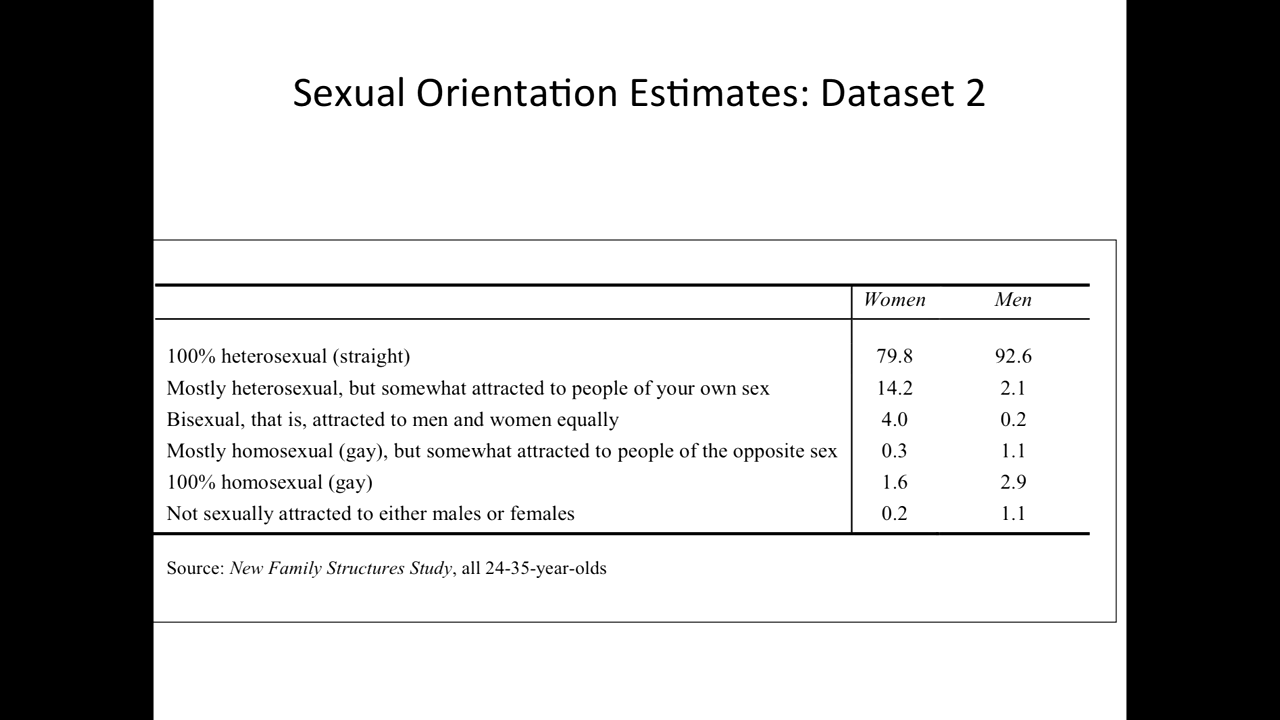 Sexual Orientation Estimates: Dataset 2
Women Men
100% heterosexual (straight) 79.8 92.6
Mostly heterosexual, but somewhat attracted to people of your own sex 14.2 2.1
Bisexual, that is, attracted to men and women equally 4.0 0.2
Mostly homosexual (gay), but somewhat attracted to people of the opposite sex 0.3 1.1
100% homosexual (gay) 1.6 2.9
Not sexually attracted to either males or females 0.2 1.1
Source: New Family Structures Study, all 24-35-year-olds